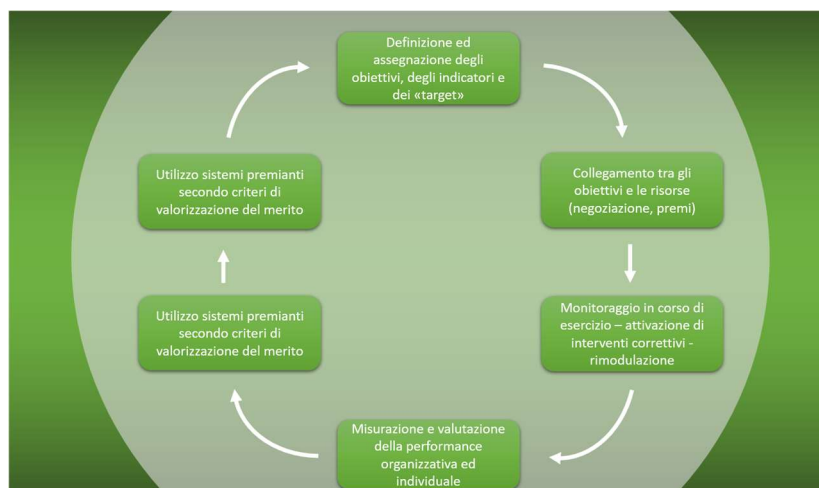 Definizione ed
assegnazione degli
obiettivi, degli indicatori e
dei «target»
Collegamento tra gli
obiettivi e le risorse
(negoziazione, premi)
Monitoraggio in corso di
esercizio – attivazione di
interventi correttivi -
rimodulazione
Misurazione e valutazione
della performance
organizzativa ed
individuale
Utilizzo sistemi premianti
secondo criteri di
valorizzazione del merito
Utilizzo sistemi premianti
secondo criteri di
valorizzazione del merito